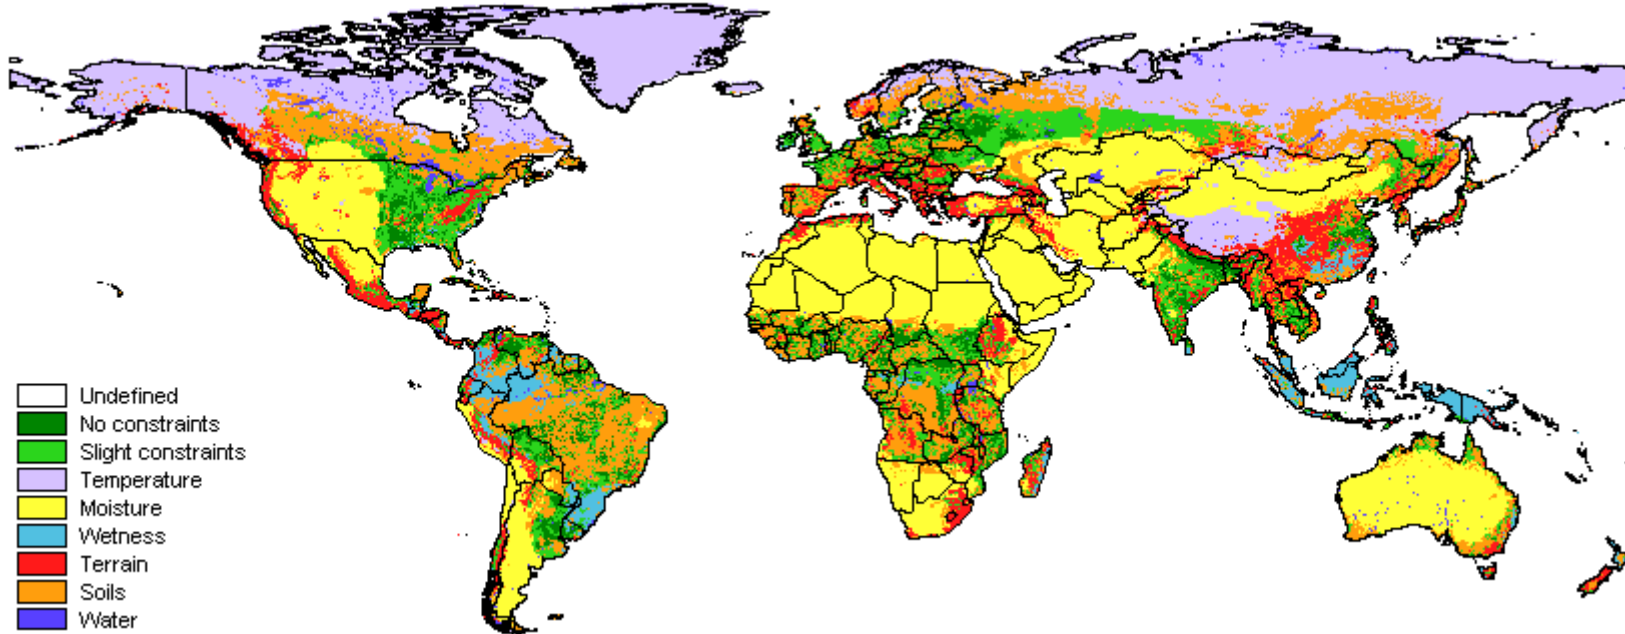 Undefined
No constraints
Slight constraints
Temperature
Moisture
Wetness
Terrain
Soils
Water